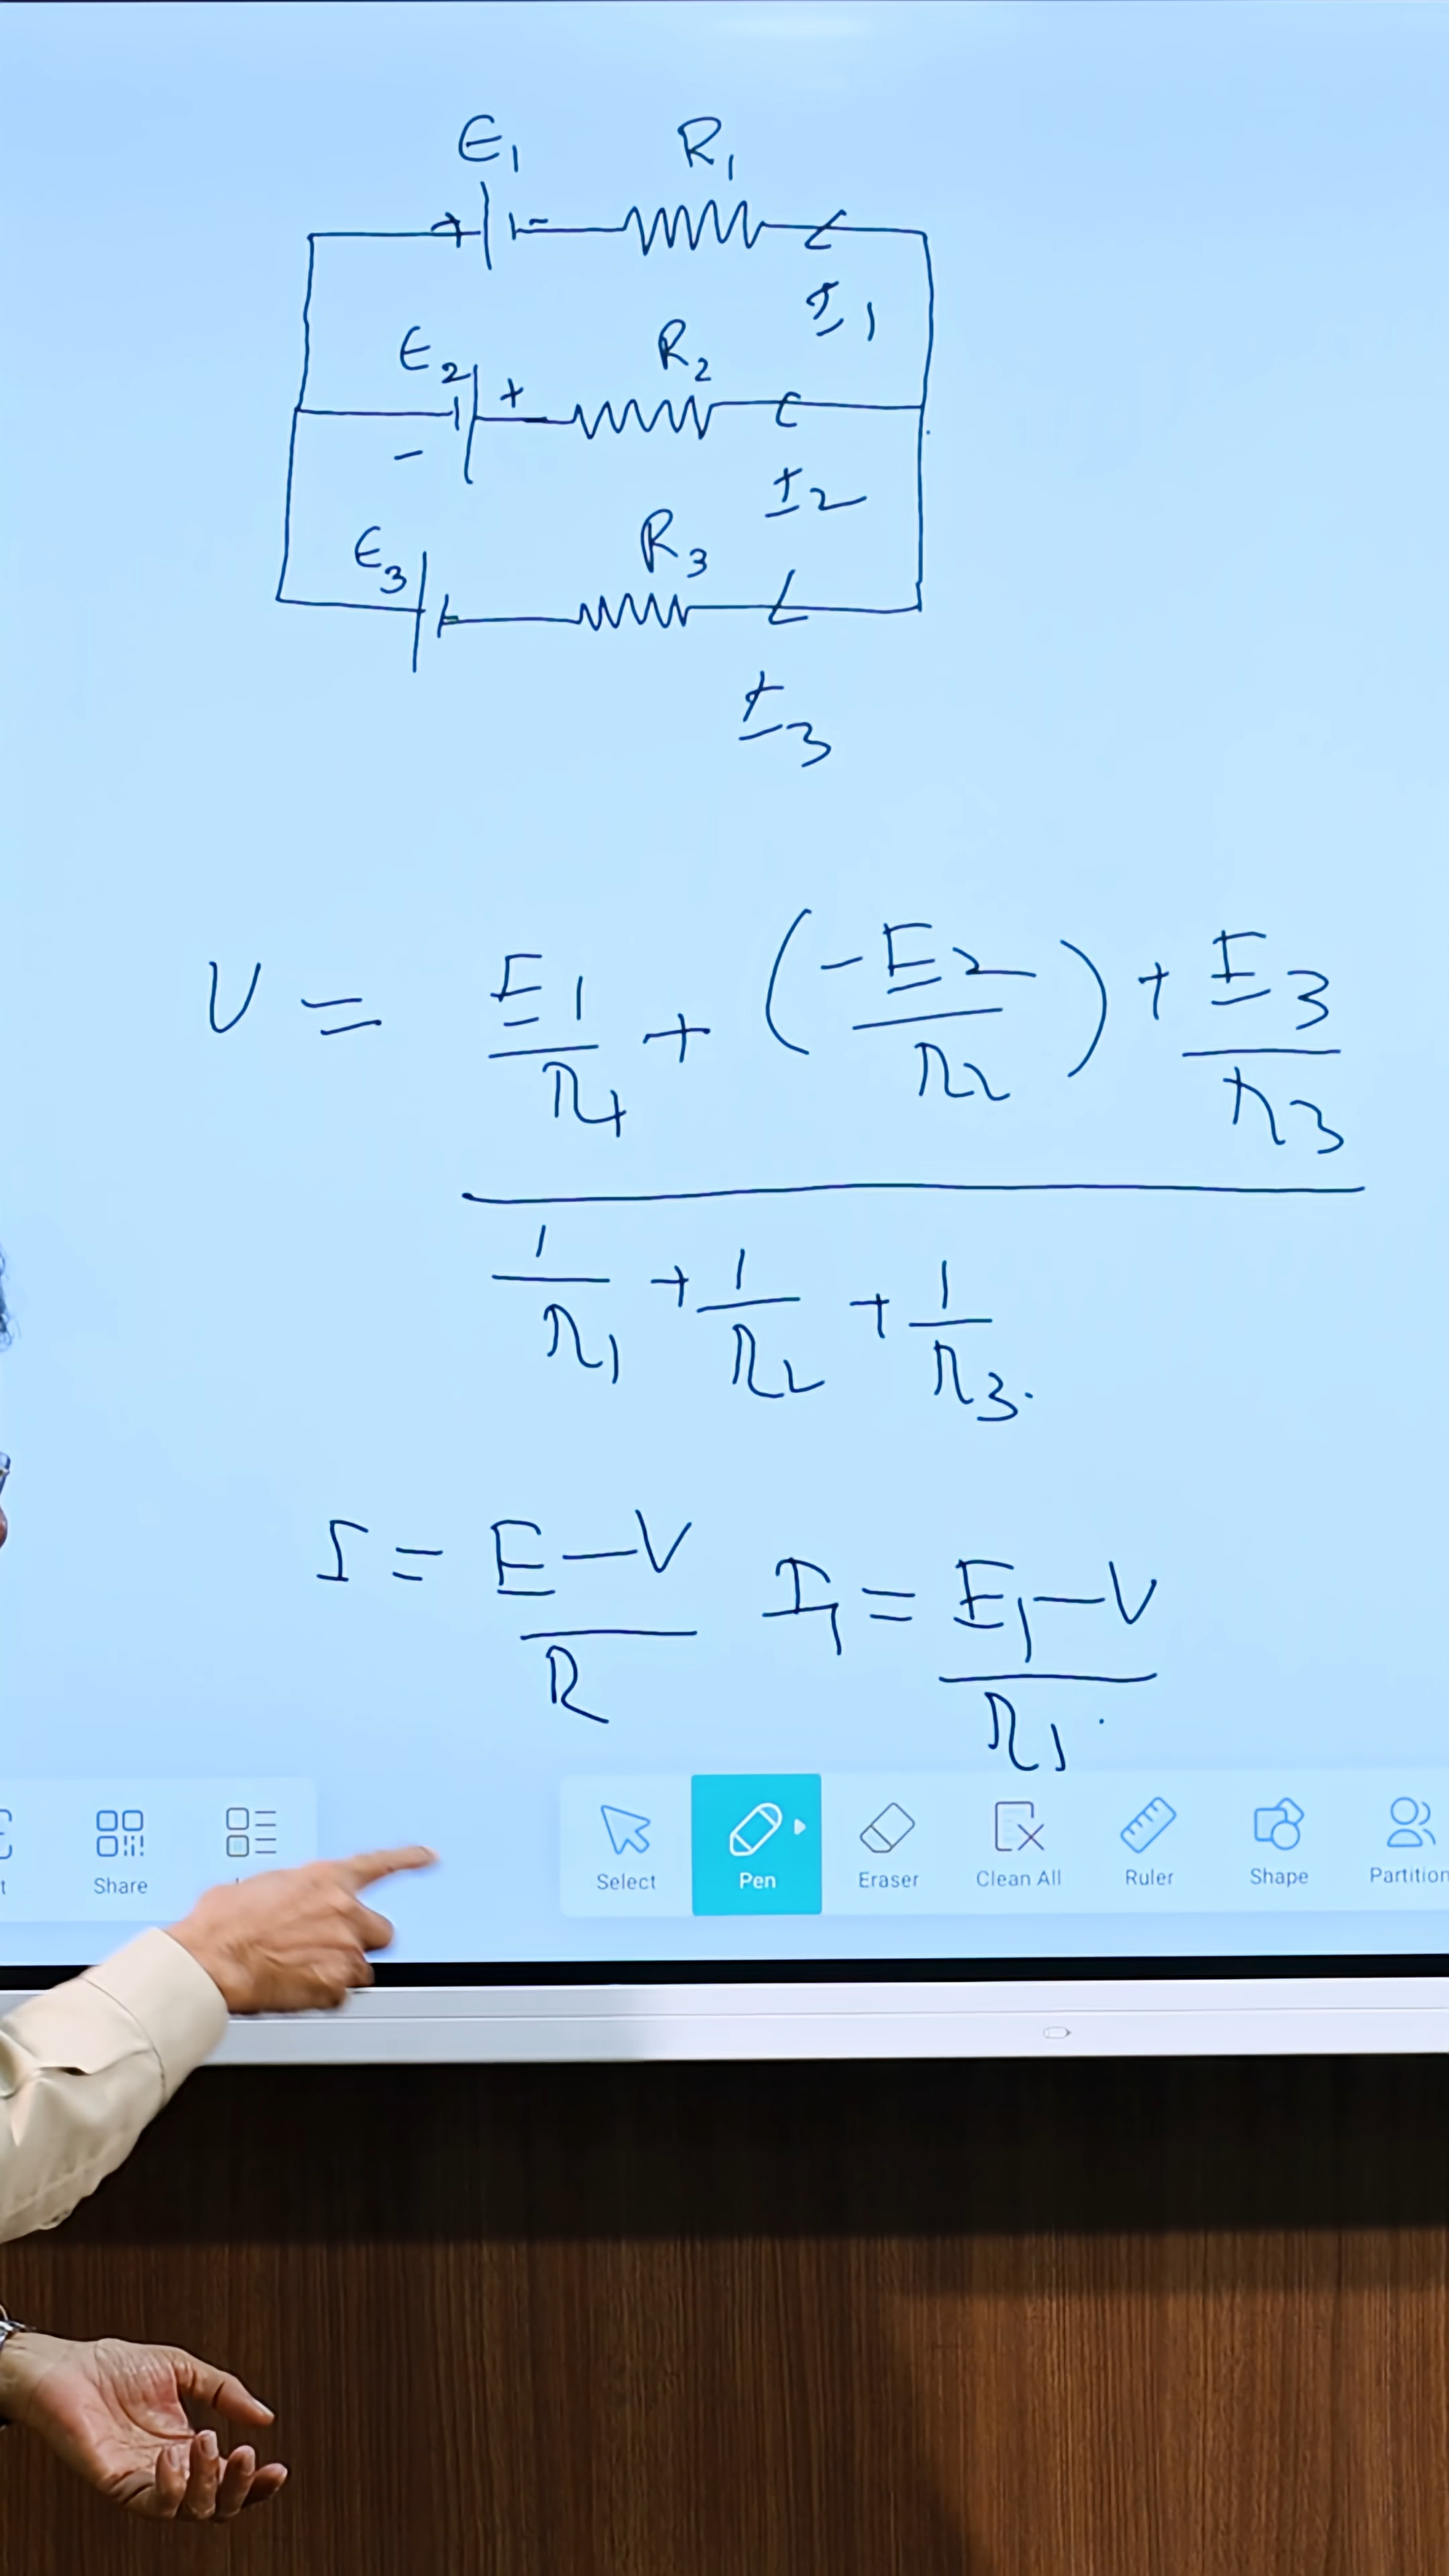 E1 R1
+ -
I1
E2 R2
+
-
I2
E3 R3
I3
V = E1/R1 + (-E2/R2) + E3/R3
1/R1 + 1/R2 + 1/R3.
I = E-V/R I1 = E1-V/R1.
Share
Select Pen Eraser Clean All Ruler Shape Partition